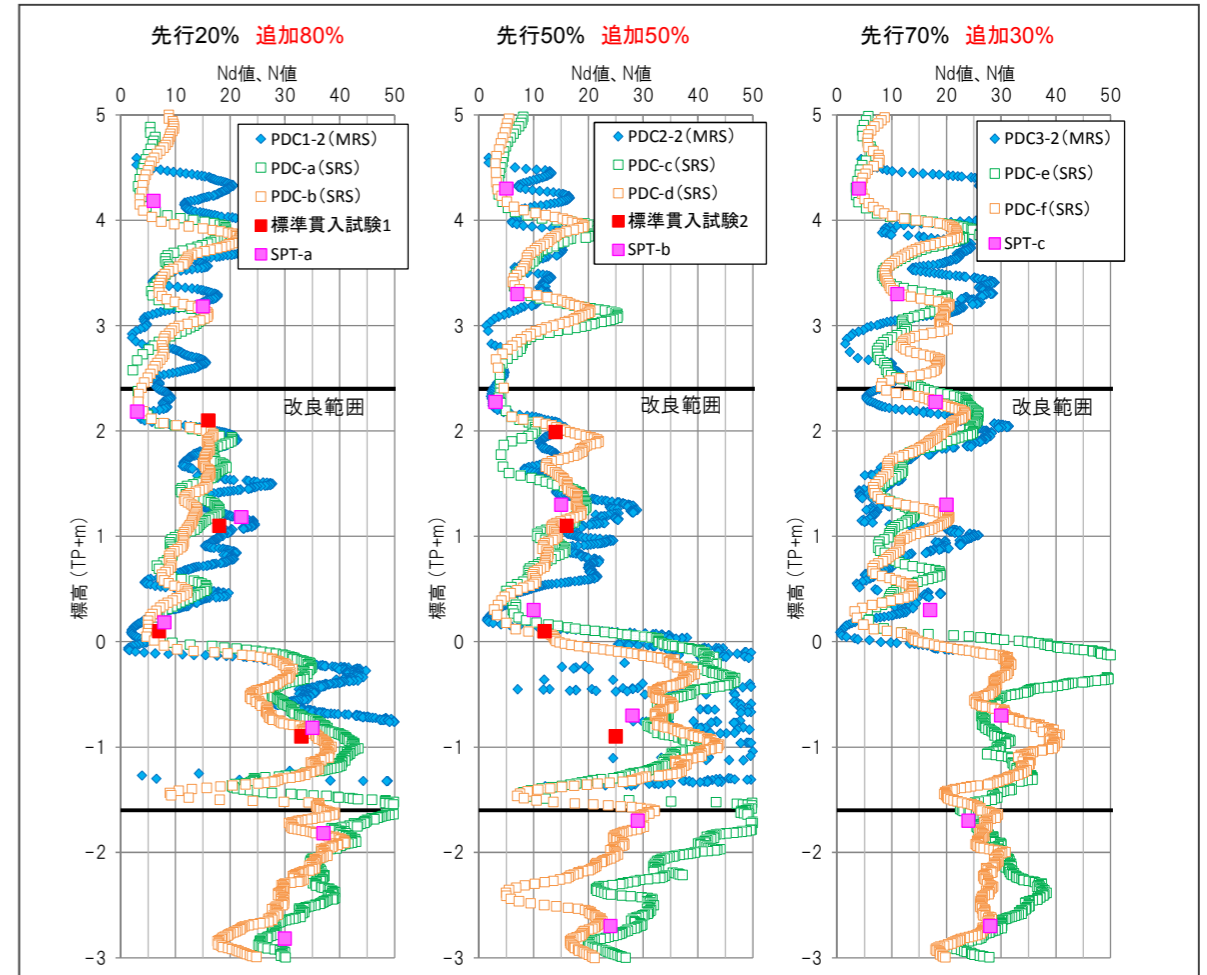 先行20% 追加80%
Nd値、N値
0 10 20 30 40 50
5
4
3
2
1
0
-1
-2
-3
標高（TP+m）
PDC1-2（MRS）
PDC-a（SRS）
PDC-b（SRS）
標準貫入試験1
SPT-a
改良範囲
先行50% 追加50%
Nd値、N値
0 10 20 30 40 50
5
4
3
2
1
0
-1
-2
-3
標高（TP+m）
PDC2-2（MRS）
PDC-c（SRS）
PDC-d（SRS）
標準貫入試験2
SPT-b
改良範囲
先行70% 追加30%
Nd値、N値
0 10 20 30 40 50
5
4
3
2
1
0
-1
-2
-3
標高（TP+m）
PDC3-2（MRS）
PDC-e（SRS）
PDC-f（SRS）
SPT-c
改良範囲